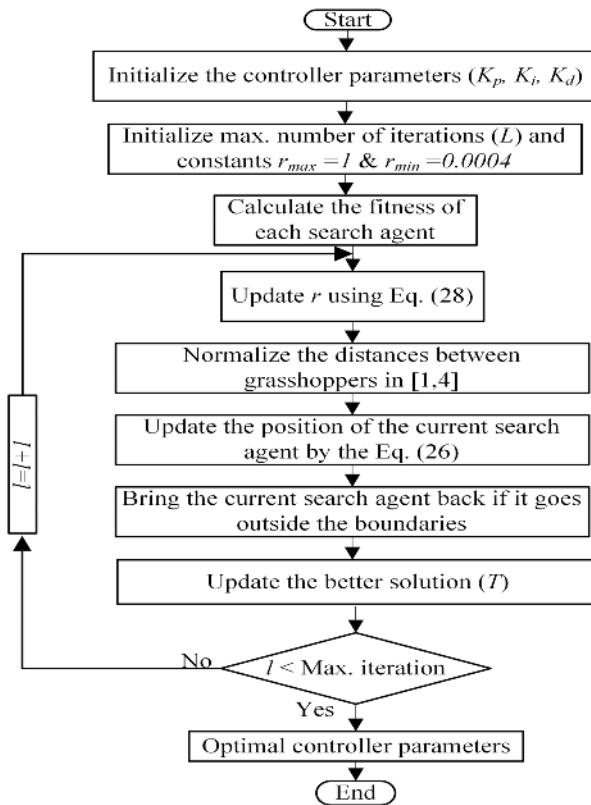 Start
Initialize the controller parameters (Kp, Ki, Kd)
Initialize max. number of iterations (L) and
constants rmax =1 & rmin =0.0004
Calculate the fitness of
each search agent
Update r using Eq. (28)
Normalize the distances between
grasshoppers in [1,4]
Update the position of the current search
agent by the Eq. (26)
Bring the current search agent back if it goes
outside the boundaries
Update the better solution (T)
l=l+1
No
l < Max. iteration
Yes
Optimal controller parameters
End